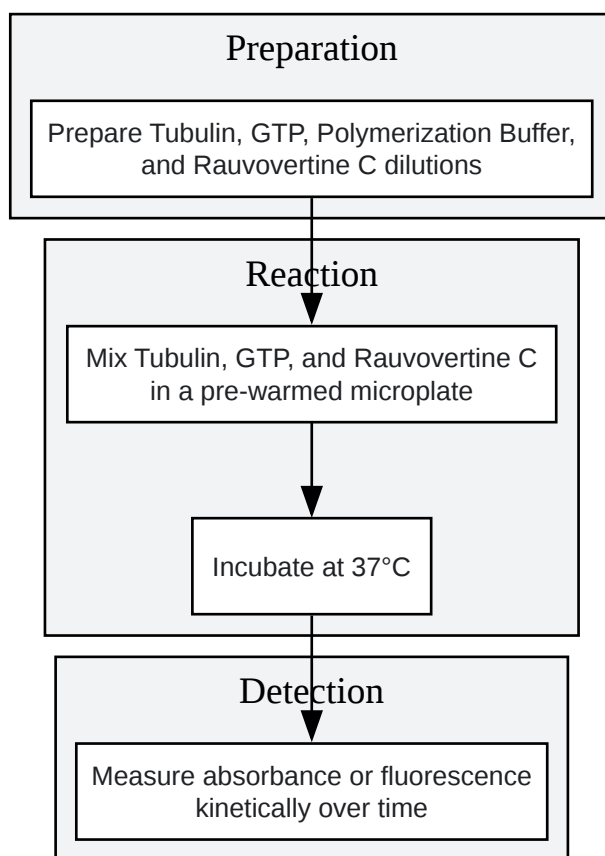 Preparation
Prepare Tubulin, GTP, Polymerization Buffer,
and Rauvovertine C dilutions
Reaction
Mix Tubulin, GTP, and Rauvovertine C
in a pre-warmed microplate
Incubate at 37°C
Detection
Measure absorbance or fluorescence
kinetically over time